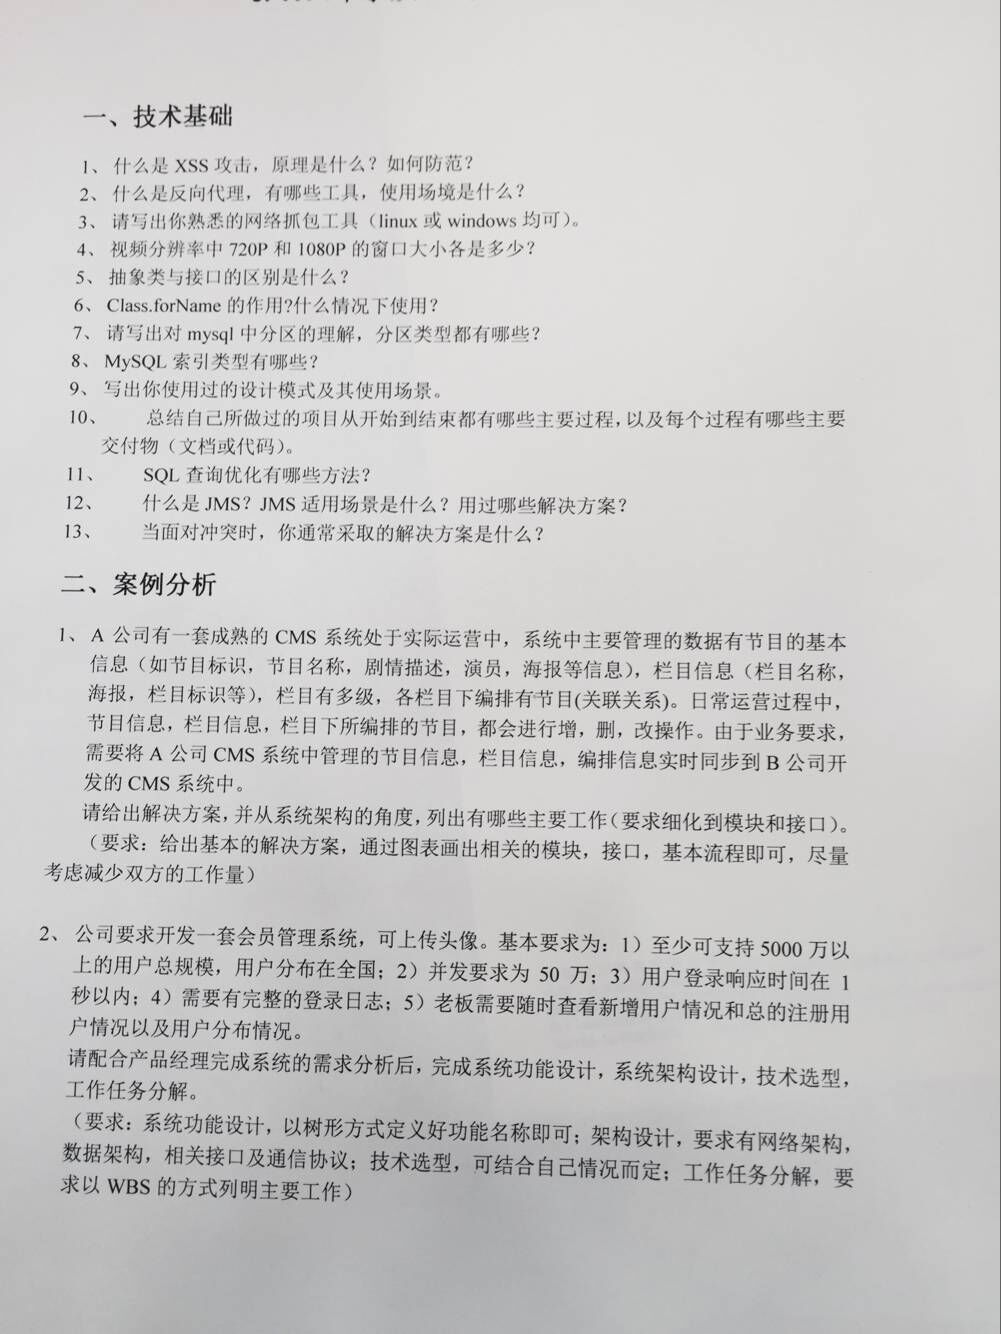 一、技术基础
1、 什么是 XSS 攻击，原理是什么？如何防范？
2、 什么是反向代理，有哪些工具，使用场境是什么？
3、 请写出你熟悉的网络抓包工具（linux 或 windows 均可）。
4、 视频分辨率中 720P 和 1080P 的窗口大小各是多少？
5、 抽象类与接口的区别是什么？
6、 Class.forName 的作用?什么情况下使用？
7、 请写出对 mysql 中分区的理解，分区类型都有哪些？
8、 MySQL 索引类型有哪些？
9、 写出你使用过的设计模式及其使用场景。
10、 总结自己所做过的项目从开始到结束都有哪些主要过程，以及每个过程有哪些主要
交付物（文档或代码）。
11、 SQL 查询优化有哪些方法？
12、 什么是 JMS？JMS 适用场景是什么？用过哪些解决方案？
13、 当面对冲突时，你通常采取的解决方案是什么？
二、案例分析
1、 A 公司有一套成熟的 CMS 系统处于实际运营中，系统中主要管理的数据有节目的基本
信息（如节目标识，节目名称，剧情描述，演员，海报等信息），栏目信息（栏目名称，
海报，栏目标识等），栏目有多级，各栏目下编排有节目(关联关系)。日常运营过程中，
节目信息，栏目信息，栏目下所编排的节目，都会进行增，删，改操作。由于业务要求，
需要将 A 公司 CMS 系统中管理的节目信息，栏目信息，编排信息实时同步到 B 公司开
发的 CMS 系统中。
请给出解决方案，并从系统架构的角度，列出有哪些主要工作（要求细化到模块和接口）。
（要求：给出基本的解决方案，通过图表画出相关的模块，接口，基本流程即可，尽量
考虑减少双方的工作量）
2、 公司要求开发一套会员管理系统，可上传头像。基本要求为：1）至少可支持 5000 万以
上的用户总规模，用户分布在全国；2）并发要求为 50 万；3）用户登录响应时间在 1
秒以内；4）需要有完整的登录日志；5）老板需要随时查看新增用户情况和总的注册用
户情况以及用户分布情况。
请配合产品经理完成系统的需求分析后，完成系统功能设计，系统架构设计，技术选型，
工作任务分解。
（要求：系统功能设计，以树形方式定义好功能名称即可；架构设计，要求有网络架构，
数据架构，相关接口及通信协议；技术选型，可结合自己情况而定；工作任务分解，要
求以 WBS 的方式列明主要工作）